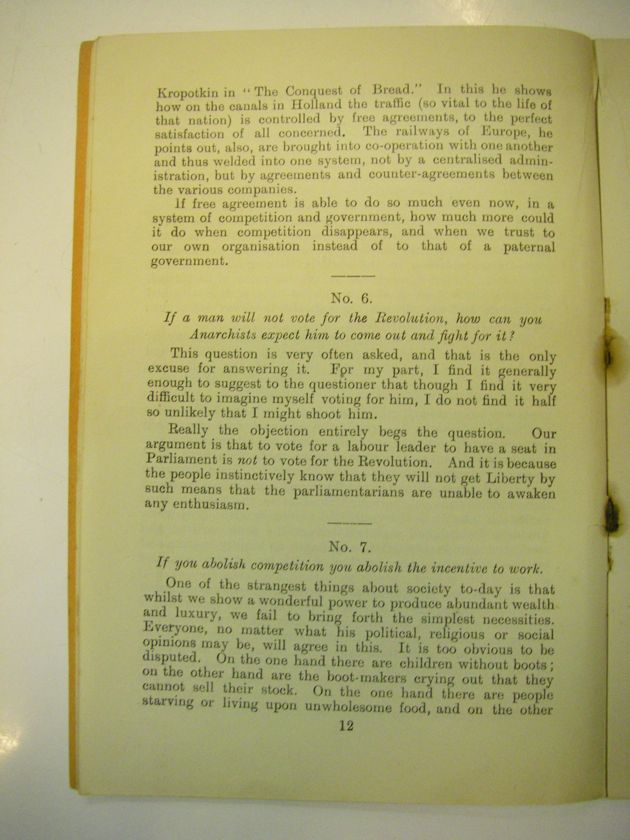 Kropotkin in "The Conquest of Bread." In this he shows
how on the canals in Holland the traffic (so vital to the life of
that nation) is controlled by free agreements, to the perfect
satisfaction of all concerned. The railways of Europe, he
points out, also, are brought into co-operation with one another
and thus welded into one system, not by a centralised admin-
istration, but by agreements and counter-agreements between
the various companies.
If free agreement is able to do so much even now, in a
system of competition and government, how much more could
it do when competition disappears, and when we trust to
our own organisation instead of to that of a paternal
government.
No. 6.
If a man will not vote for the Revolution, how can you
Anarchists expect him to come out and fight for it?
This question is very often asked, and that is the only
excuse for answering it. For my part, I find it generally
enough to suggest to the questioner that though I find it very
difficult to imagine myself voting for him, I do not find it half
so unlikely that I might shoot him.
Really the objection entirely begs the question. Our
argument is that to vote for a labour leader to have a seat in
Parliament is not to vote for the Revolution. And it is because
the people instinctively know that they will not get Liberty by
such means that the parliamentarians are unable to awaken
any enthusiasm.
No. 7.
If you abolish competition you abolish the incentive to work.
One of the strangest things about society to-day is that
whilst we show a wonderful power to produce abundant wealth
and luxury, we fail to bring forth the simplest necessities.
Everyone, no matter what his political, religious or social
opinions may be, will agree in this. It is too obvious to be
disputed. On the one hand there are children without boots;
on the other hand are the boot-makers crying out that they
cannot sell their stock. On the one hand there are people
starving or living upon unwholesome food, and on the other
12